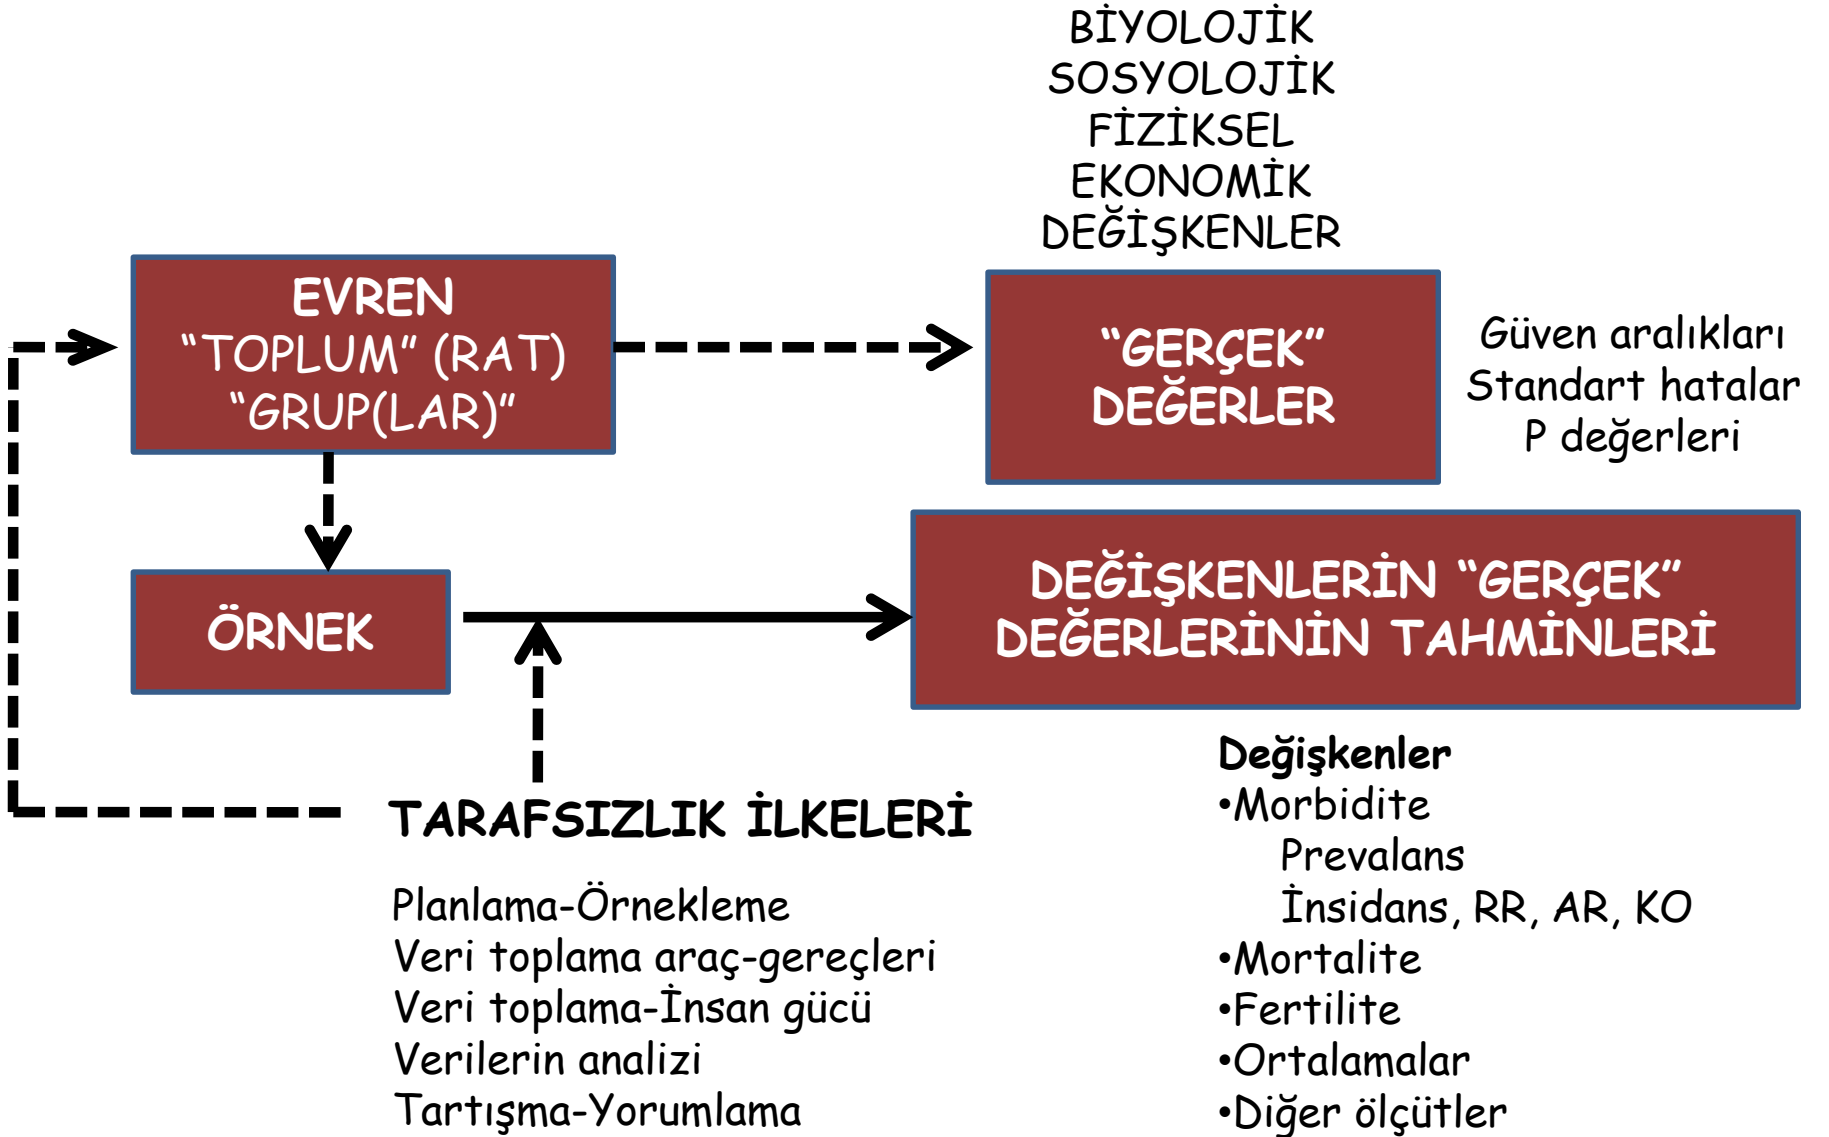 BİYOLOJİK
SOSYOLOJİK
FİZİKSEL
EKONOMİK
DEĞİŞKENLER
EVREN
“TOPLUM” (RAT)
“GRUP(LAR)”
“GERÇEK”
DEĞERLER
Güven aralıkları
Standart hatalar
P değerleri
ÖRNEK
DEĞİŞKENLERİN “GERÇEK”
DEĞERLERİNİN TAHMİNLERİ
TARAFSIZLIK İLKELERİ
Planlama-Örnekleme
Veri toplama araç-gereçleri
Veri toplama-İnsan gücü
Verilerin analizi
Tartışma-Yorumlama
Değişkenler
•Morbidite
Prevalans
İnsidans, RR, AR, KO
•Mortalite
•Fertilite
•Ortalamalar
•Diğer ölçütler